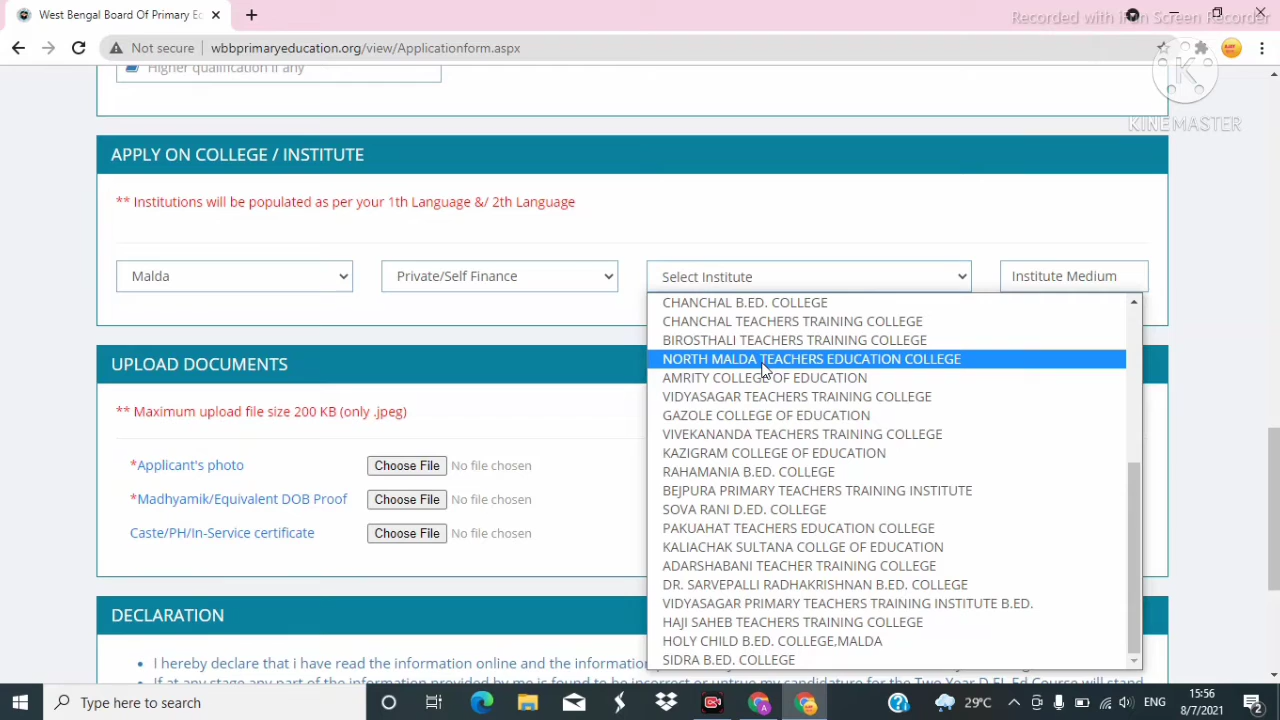 West Bengal Board Of Primary Ec
Recorded with iFun Screen Recorder
Not secure
wbbprimaryeducation.org/view/Applicationform.aspx
KINEMASTER
Higher qualification if any
APPLY ON COLLEGE / INSTITUTE
** Institutions will be populated as per your 1th Language &/ 2th Language
Malda
Private/Self Finance
Select Institute
Institute Medium
CHANCHAL B.ED. COLLEGE
CHANCHAL TEACHERS TRAINING COLLEGE
BIROSTHALI TEACHERS TRAINING COLLEGE
NORTH MALDA TEACHERS EDUCATION COLLEGE
AMRITY COLLEGE OF EDUCATION
VIDYASAGAR TEACHERS TRAINING COLLEGE
GAZOLE COLLEGE OF EDUCATION
VIVEKANANDA TEACHERS TRAINING COLLEGE
KAZIGRAM COLLEGE OF EDUCATION
RAHAMANIA B.ED. COLLEGE
BEJPURA PRIMARY TEACHERS TRAINING INSTITUTE
SOVA RANI D.ED. COLLEGE
PAKUAHAT TEACHERS EDUCATION COLLEGE
KALIACHAK SULTANA COLLGE OF EDUCATION
ADARSHABANI TEACHER TRAINING COLLEGE
DR. SARVEPALLI RADHAKRISHNAN B.ED. COLLEGE
VIDYASAGAR PRIMARY TEACHERS TRAINING INSTITUTE B.ED.
HAJI SAHEB TEACHERS TRAINING COLLEGE
HOLY CHILD B.ED. COLLEGE,MALDA
SIDRA B.ED. COLLEGE
UPLOAD DOCUMENTS
** Maximum upload file size 200 KB (only .jpeg)
*Applicant's photo Choose File No file chosen
*Madhyamik/Equivalent DOB Proof Choose File No file chosen
Caste/PH/In-Service certificate Choose File No file chosen
DECLARATION
I hereby declare that i have read the information online and the information
If at any stage any part of the information provided by me is found to be incorrect or untrue my candidature for the Two Year D.El.Ed Course will stand
Type here to search
29°C
ENG
15:56
8/7/2021
2